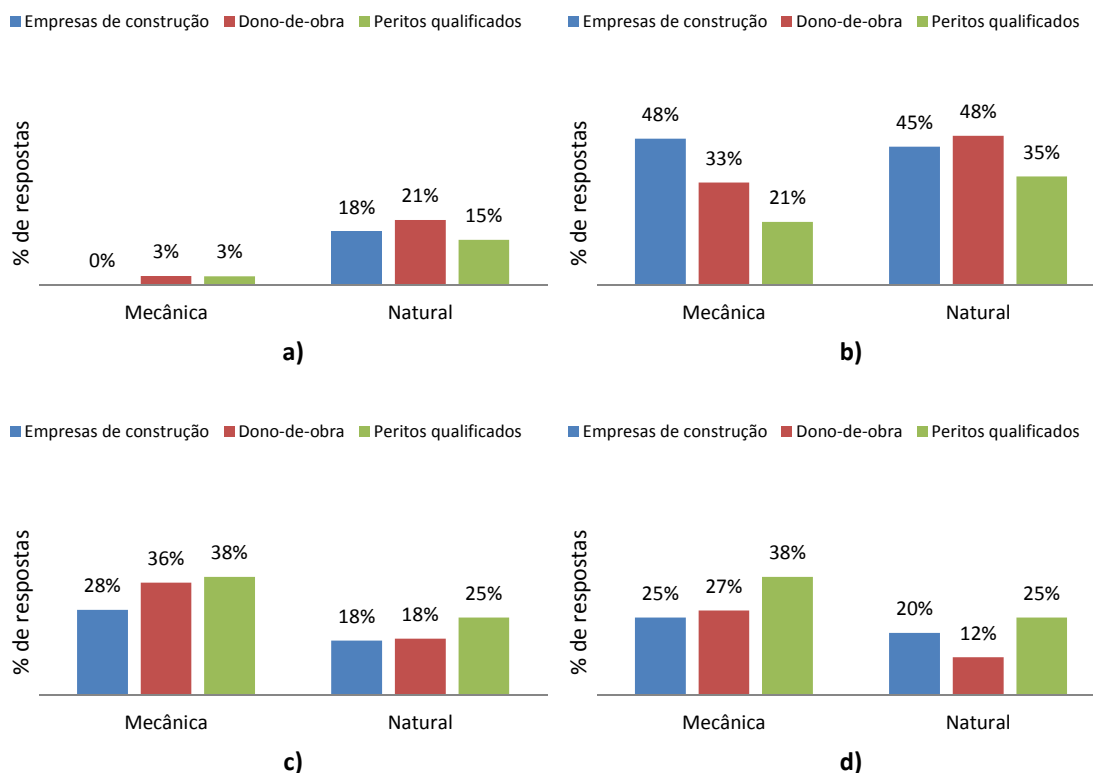 Empresas de construção Dono-de-obra Peritos qualificados
% de respostas
0% 3% 3% 18% 21% 15%
Mecânica Natural
a)
Empresas de construção Dono-de-obra Peritos qualificados
% de respostas
48% 33% 21% 45% 48% 35%
Mecânica Natural
b)
Empresas de construção Dono-de-obra Peritos qualificados
% de respostas
28% 36% 38% 18% 18% 25%
Mecânica Natural
c)
Empresas de construção Dono-de-obra Peritos qualificados
% de respostas
25% 27% 38% 20% 12% 25%
Mecânica Natural
d)